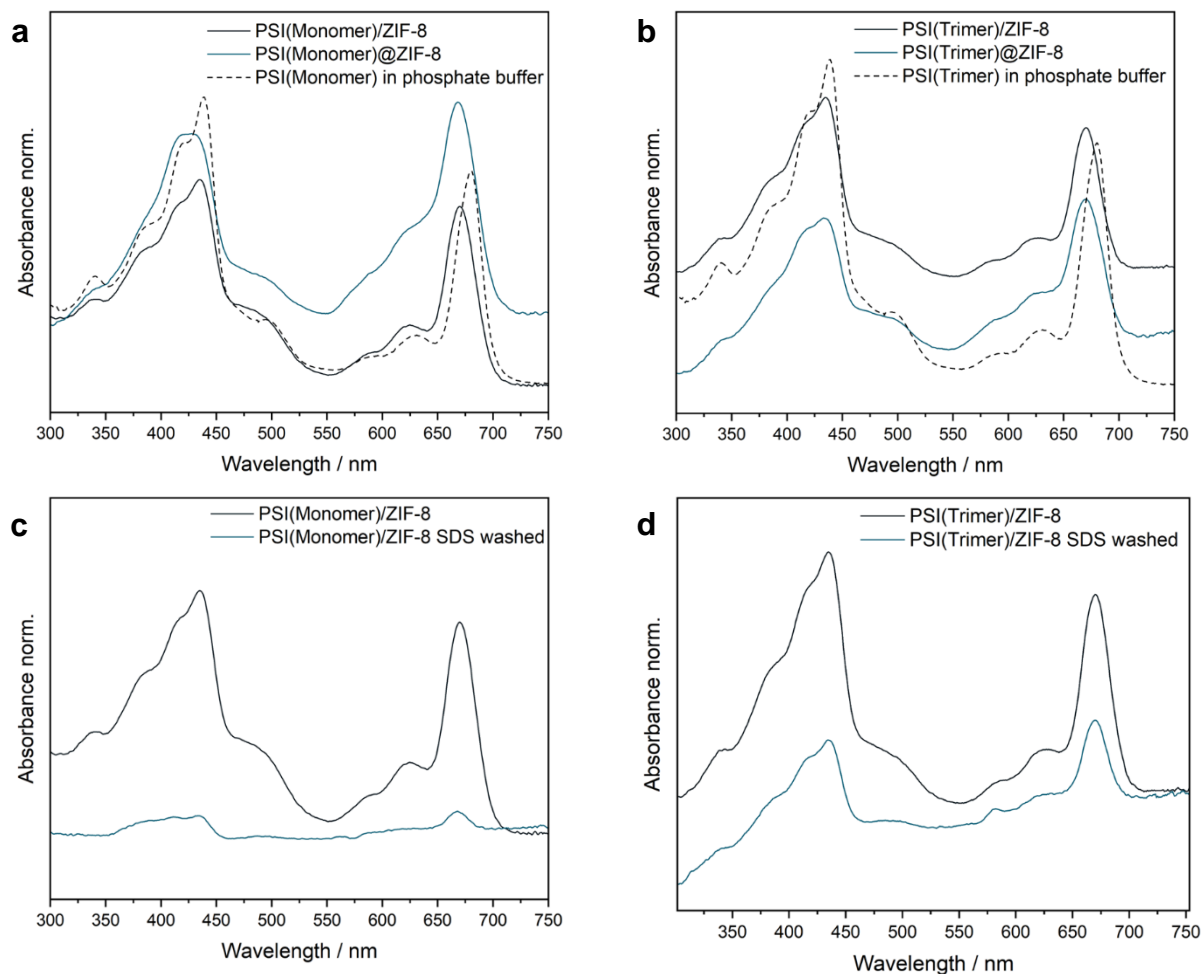 a
PSI(Monomer)/ZIF-8
PSI(Monomer)@ZIF-8
PSI(Monomer) in phosphate buffer
Absorbance norm.
300 350 400 450 500 550 600 650 700 750
Wavelength / nm
b
PSI(Trimer)/ZIF-8
PSI(Trimer)@ZIF-8
PSI(Trimer) in phosphate buffer
Absorbance norm.
300 350 400 450 500 550 600 650 700 750
Wavelength / nm
c
PSI(Monomer)/ZIF-8
PSI(Monomer)/ZIF-8 SDS washed
Absorbance norm.
300 350 400 450 500 550 600 650 700 750
Wavelength / nm
d
PSI(Trimer)/ZIF-8
PSI(Trimer)/ZIF-8 SDS washed
Absorbance norm.
300 350 400 450 500 550 600 650 700 750
Wavelength / nm